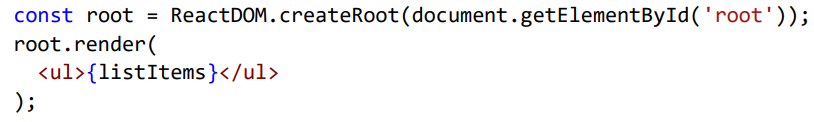 const root = ReactDOM.createRoot(document.getElementById('root'));
root.render(
  <ul>{listItems}</ul>
);